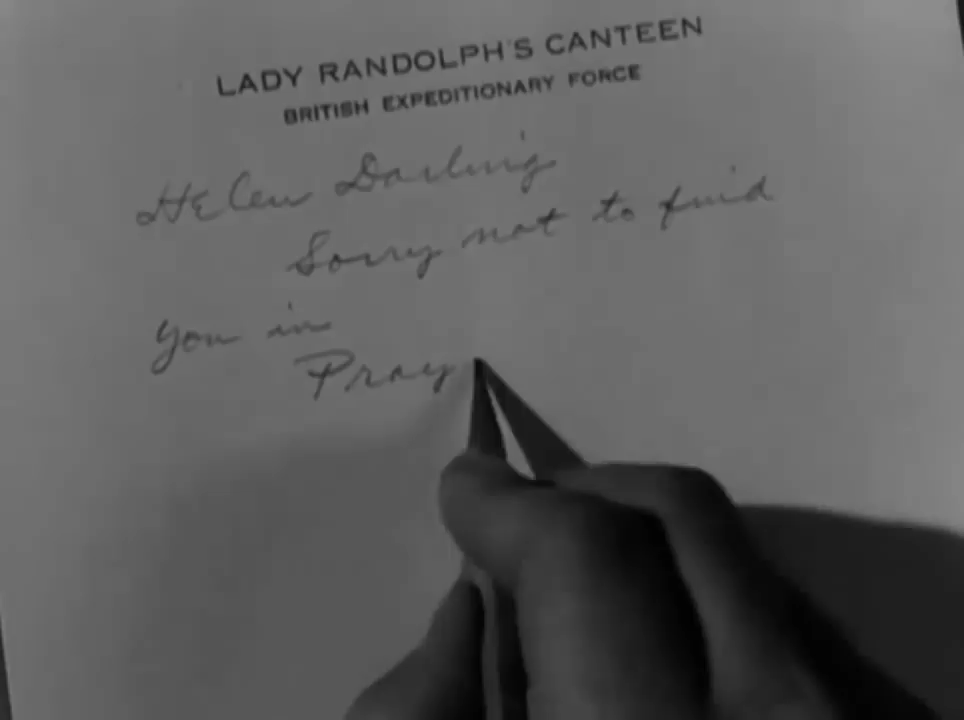 LADY RANDOLPH'S CANTEEN
BRITISH EXPEDITIONARY FORCE
Helen Darling
Sorry not to find
you in
Pray